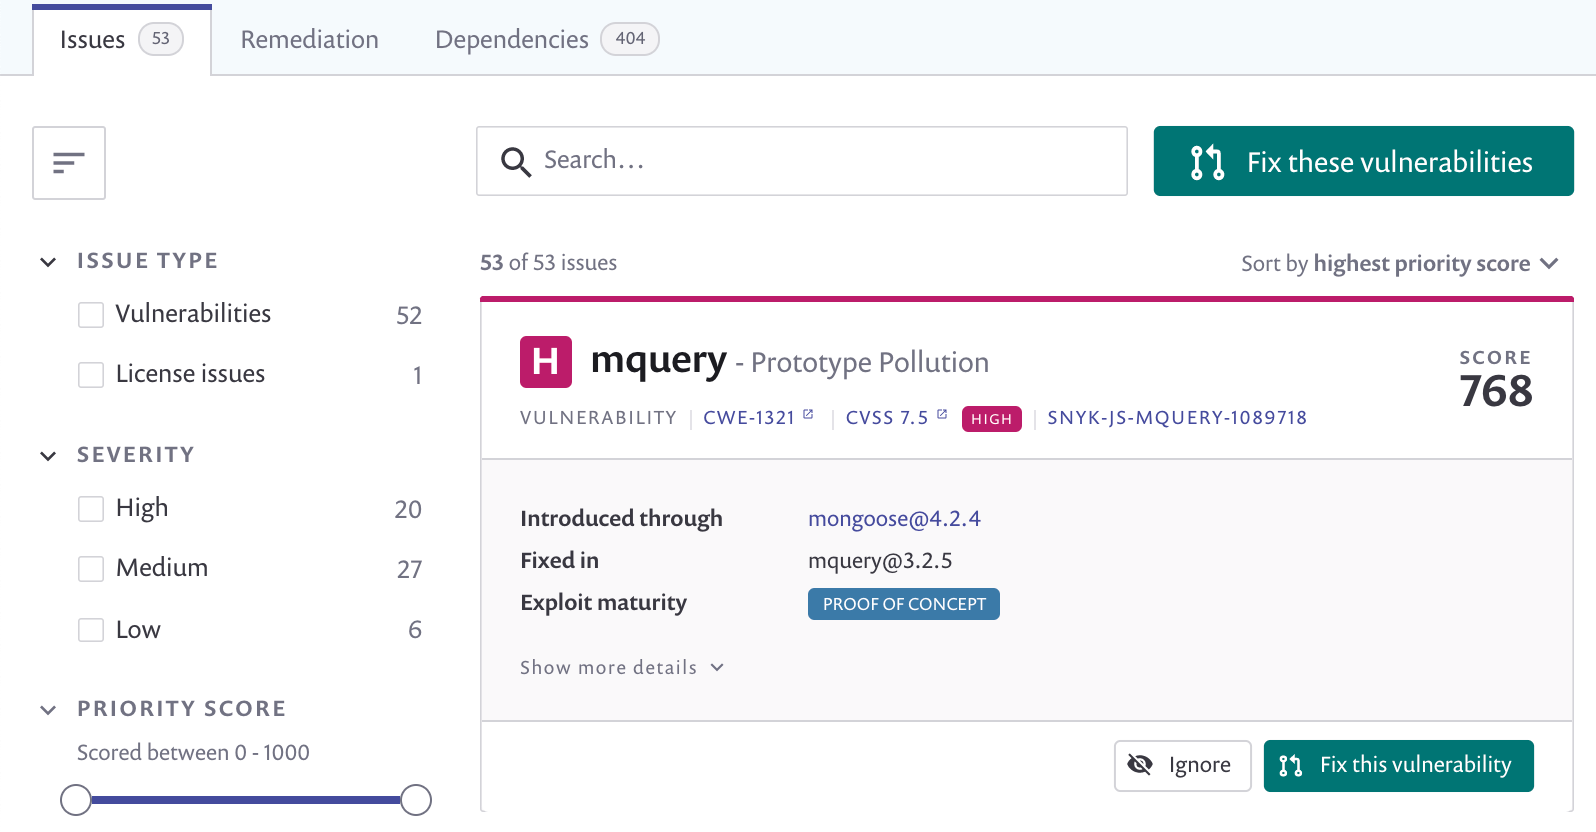 Issues 53 Remediation Dependencies 404
Search...
Fix these vulnerabilities
ISSUE TYPE
Vulnerabilities 52
License issues 1
SEVERITY
High 20
Medium 27
Low 6
PRIORITY SCORE
Scored between 0 - 1000
53 of 53 issues
Sort by highest priority score
H mquery - Prototype Pollution
SCORE
768
VULNERABILITY | CWE-1321 | CVSS 7.5 HIGH | SNYK-JS-MQUERY-1089718
Introduced through mongoose@4.2.4
Fixed in mquery@3.2.5
Exploit maturity PROOF OF CONCEPT
Show more details
Ignore Fix this vulnerability